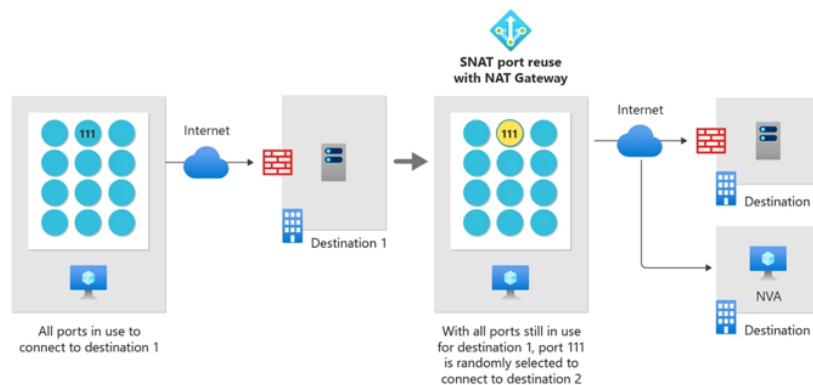 SNAT port reuse
with NAT Gateway
111
Internet
Destination 1
All ports in use to
connect to destination 1
111
Internet
Destination
NVA
Destination
With all ports still in use
for destination 1, port 111
is randomly selected to
connect to destination 2